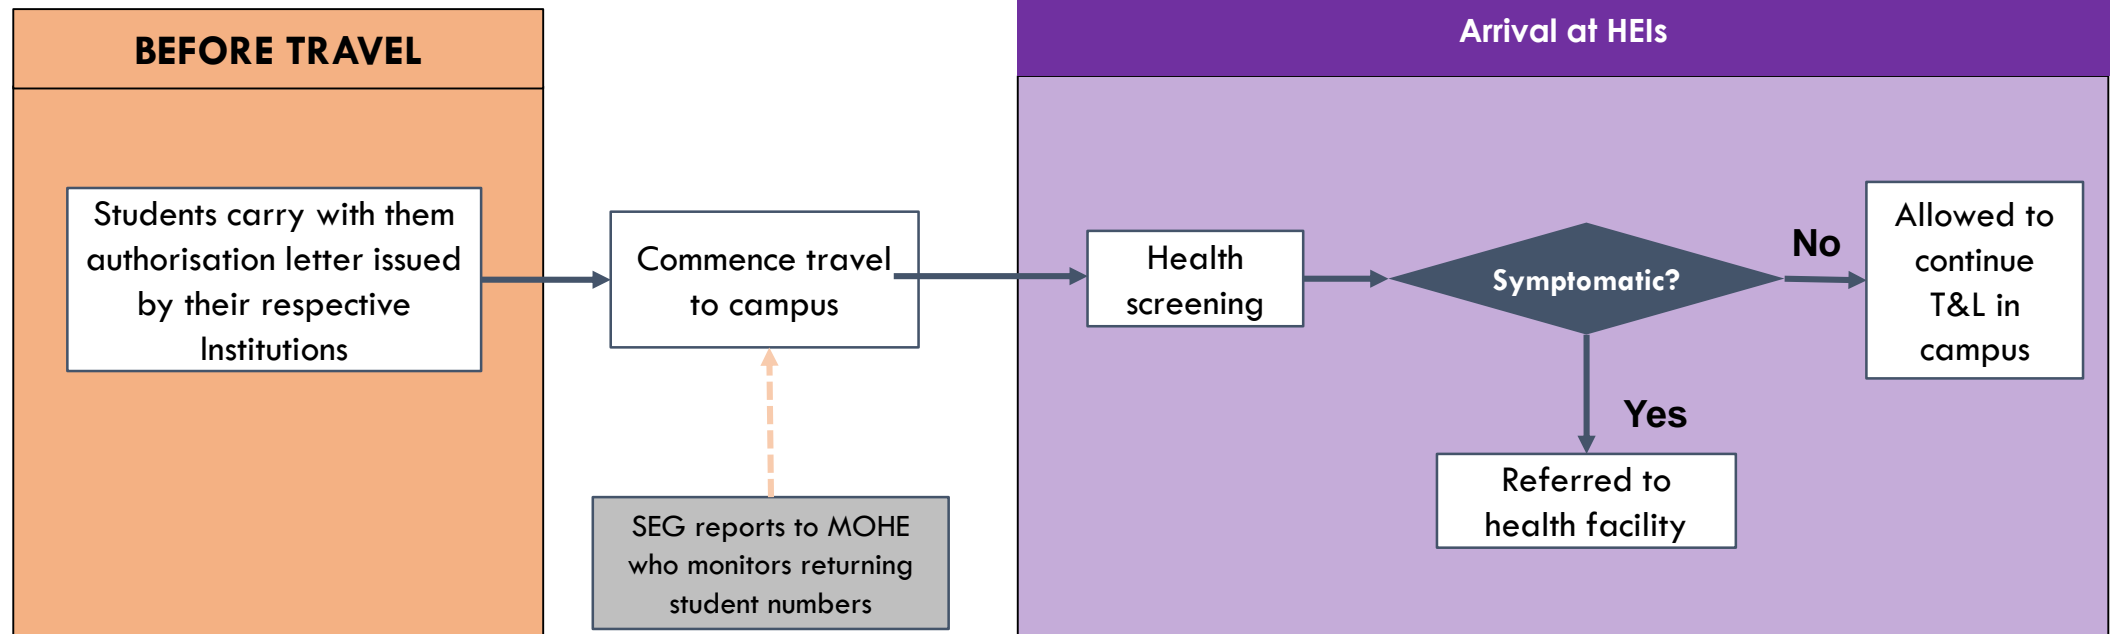 BEFORE TRAVEL
Students carry with them
authorisation letter issued
by their respective
Institutions
Commence travel
to campus
SEG reports to MOHE
who monitors returning
student numbers
Arrival at HEIs
Health
screening
Symptomatic?
No
Allowed to
continue
T&L in
campus
Yes
Referred to
health facility